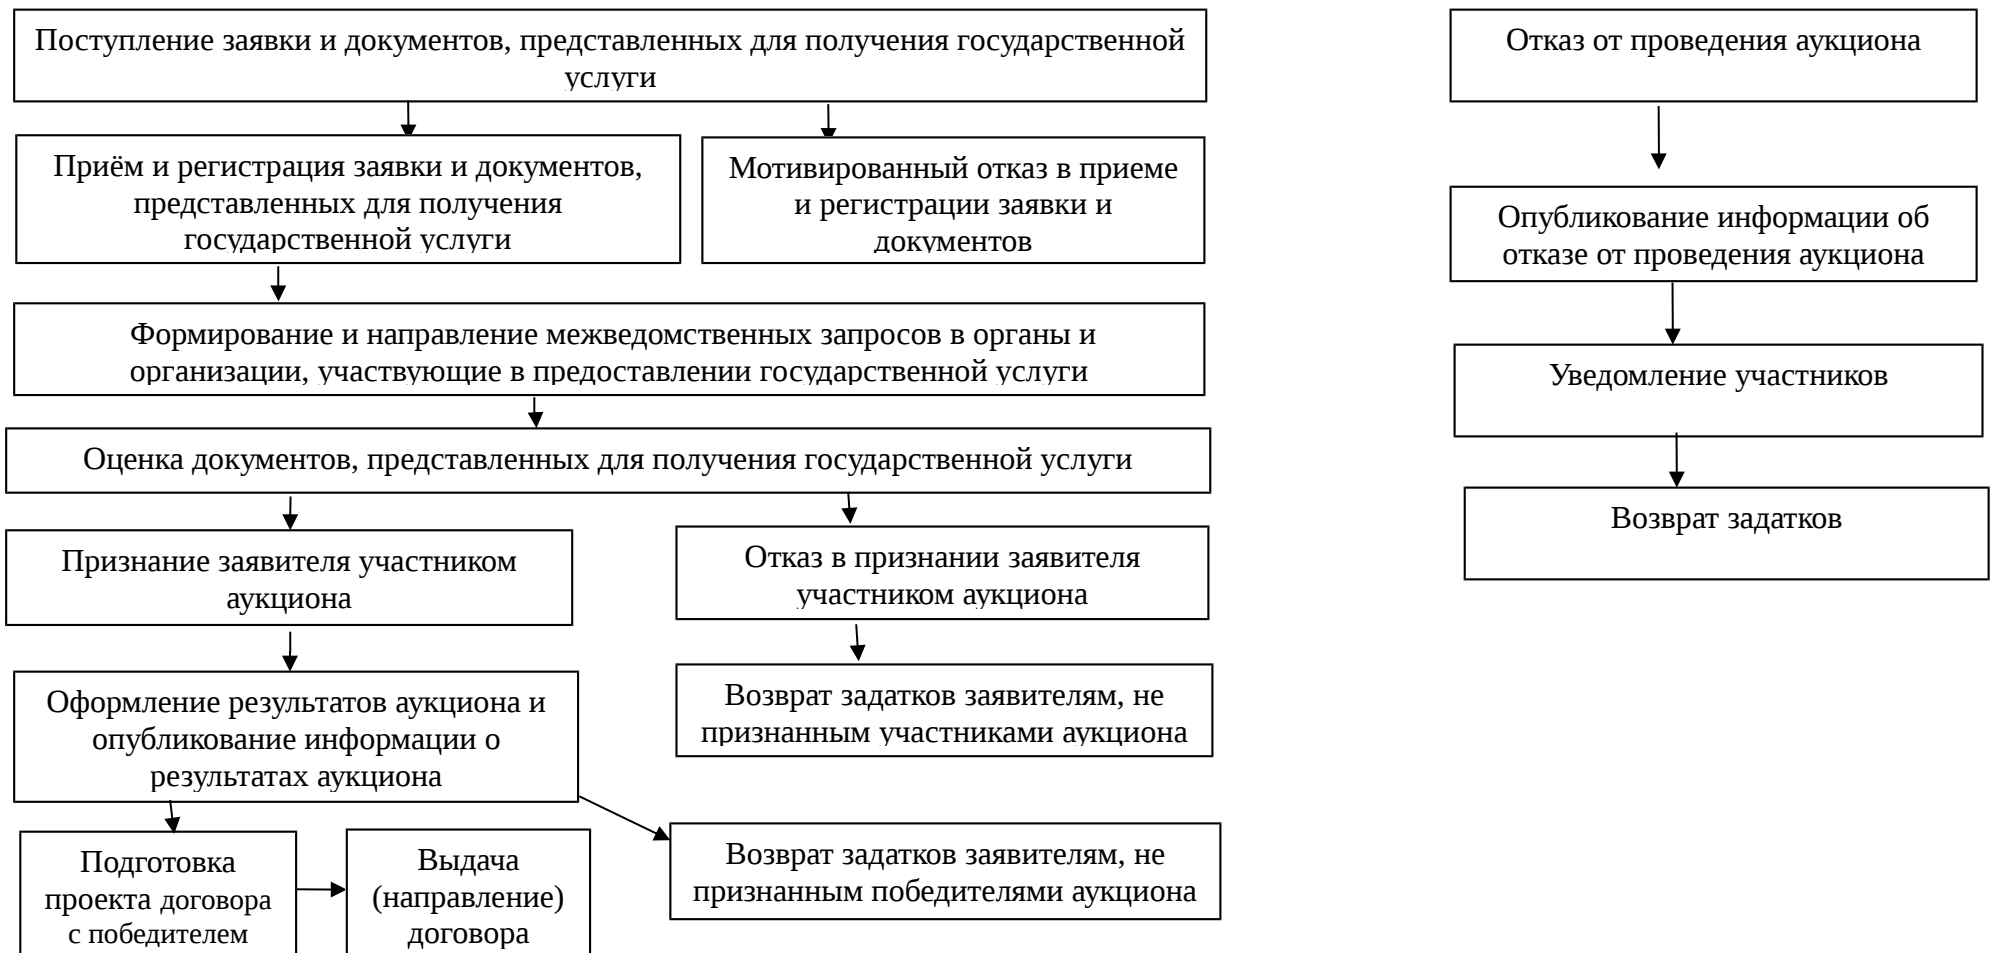 Поступление заявки и документов, представленных для получения государственной
услуги
Приём и регистрация заявки и документов,
представленных для получения
государственной услуги
Мотивированный отказ в приеме
и регистрации заявки и
документов
Формирование и направление межведомственных запросов в органы и
организации, участвующие в предоставлении государственной услуги
Оценка документов, представленных для получения государственной услуги
Признание заявителя участником
аукциона
Отказ в признании заявителя
участником аукциона
Оформление результатов аукциона и
опубликование информации о
результатах аукциона
Возврат задатков заявителям, не
признанным участниками аукциона
Подготовка
проекта договора
с победителем
Выдача
(направление)
договора
Возврат задатков заявителям, не
признанным победителями аукциона
Отказ от проведения аукциона
Опубликование информации об
отказе от проведения аукциона
Уведомление участников
Возврат задатков